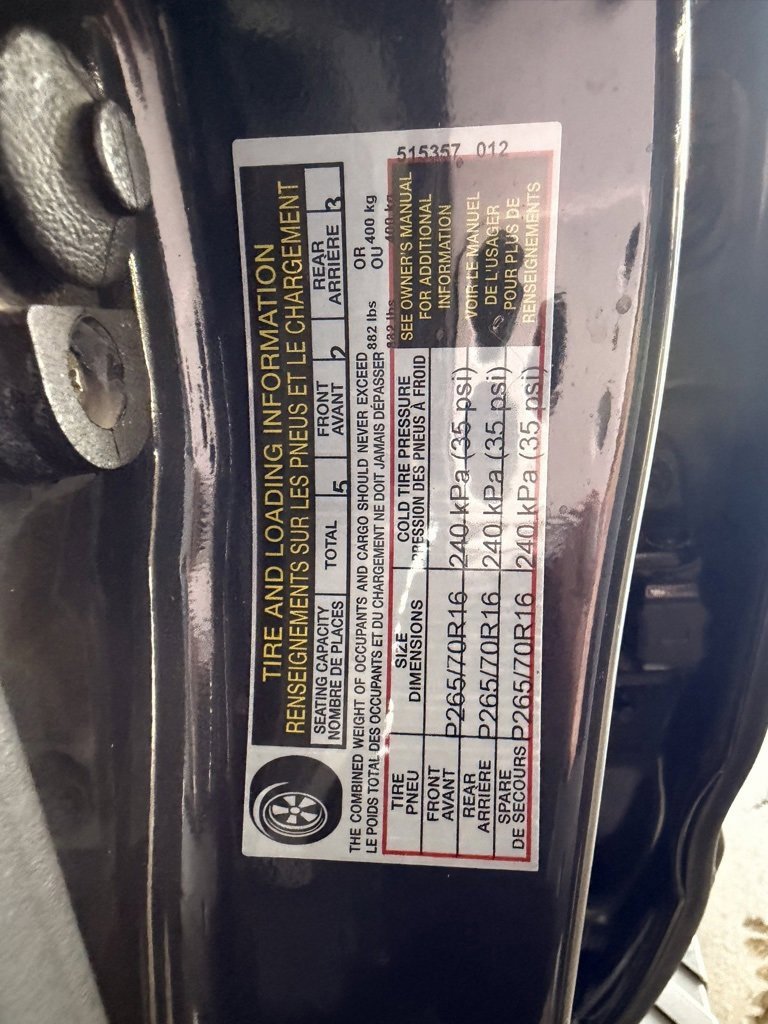 TIRE AND LOADING INFORMATION
RENSEIGNEMENTS SUR LES PNEUS ET LE CHARGEMENT
SEATING CAPACITY
NOMBRE DE PLACES
TOTAL 5
FRONT
AVANT
2
REAR
ARRIÈRE
3
THE COMBINED WEIGHT OF OCCUPANTS AND CARGO SHOULD NEVER EXCEED
LE POIDS TOTAL DES OCCUPANTS ET DU CHARGEMENT NE DOIT JAMAIS DÉPASSER
882 lbs
OR
OU
400 kg
TIRE
PNEU
SIZE
DIMENSIONS
COLD TIRE PRESSURE
PRESSION DES PNEUS À FROID
FRONT
AVANT
P265/70R16 240 kPa (35 psi)
REAR
ARRIÈRE
P265/70R16 240 kPa (35 psi)
SPARE
DE SECOURS
P265/70R16 240 kPa (35 psi)
SEE OWNER'S MANUAL
FOR ADDITIONAL
INFORMATION
VOIR LE MANUEL
DE L'USAGER
POUR PLUS DE
RENSEIGNEMENTS
515357 012